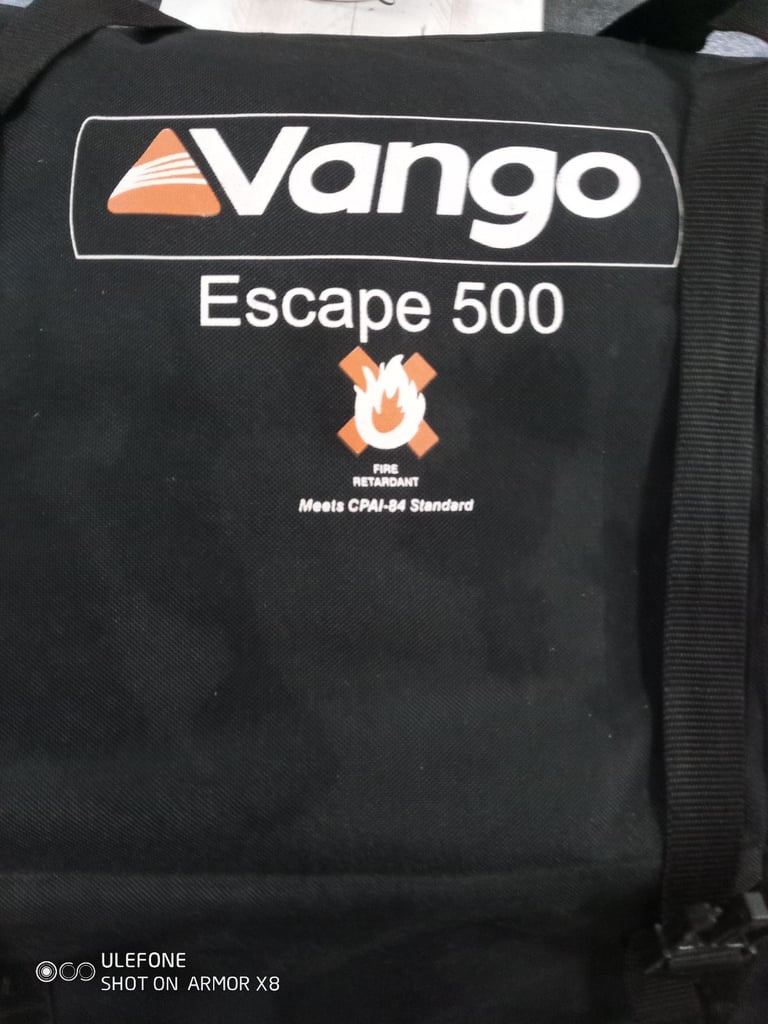 Vango
Escape 500
FIRE
RETARDANT
Meets CPAI-84 Standard
ULEFONE
SHOT ON ARMOR X8